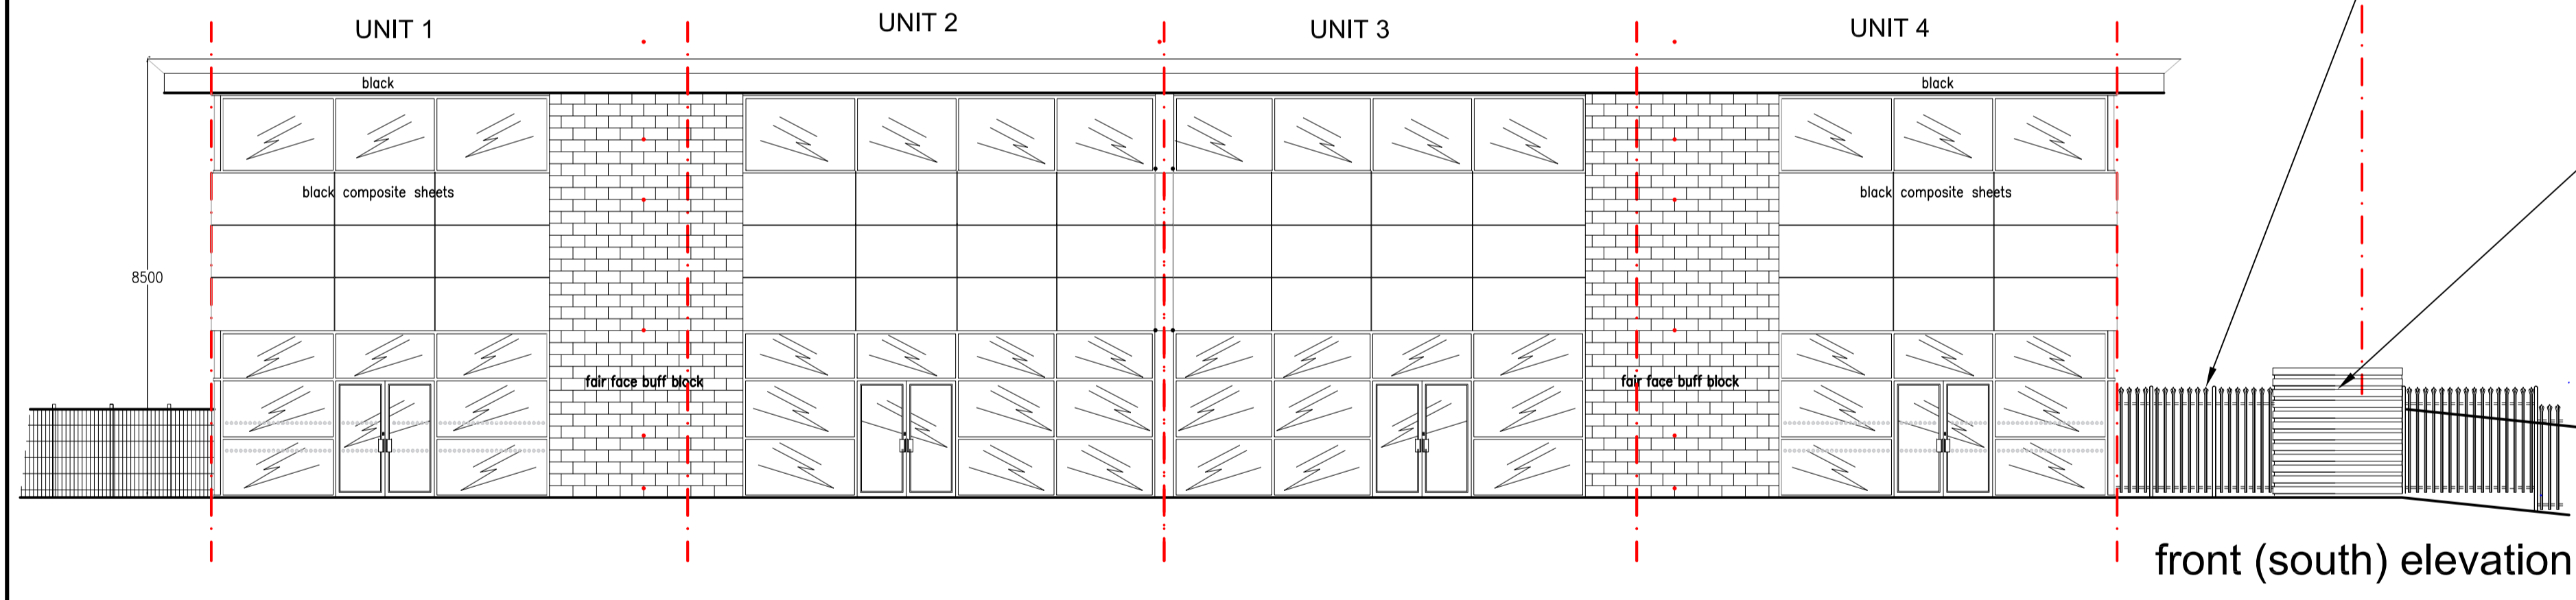 UNIT 1
UNIT 2
UNIT 3
UNIT 4
black
black
black composite sheets
black composite sheets
8500
fair face buff block
fair face buff block
front (south) elevation